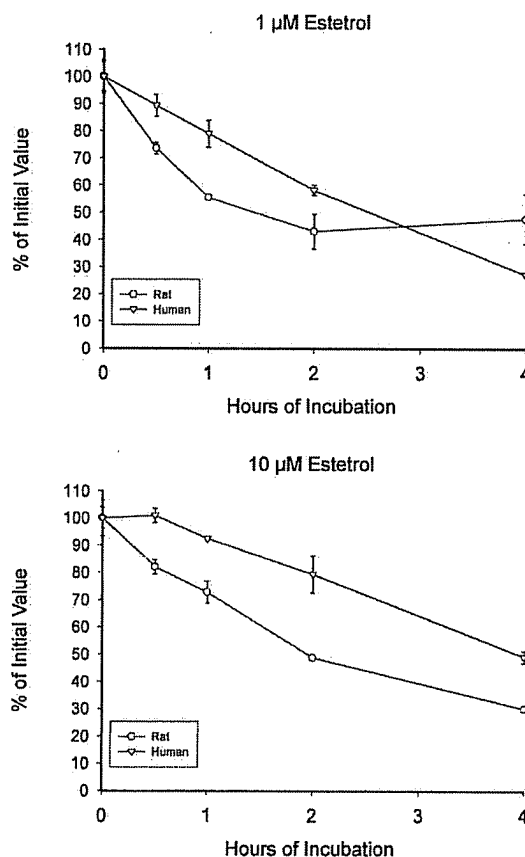 1 µM Estetrol
110
100
90
80
70
60
50
40
30
20
10
0
% of Initial Value
Rat
Human
0 1 2 3 4
Hours of Incubation
10 µM Estetrol
110
100
90
80
70
60
50
40
30
20
10
0
% of Initial Value
Rat
Human
0 1 2 3 4
Hours of Incubation